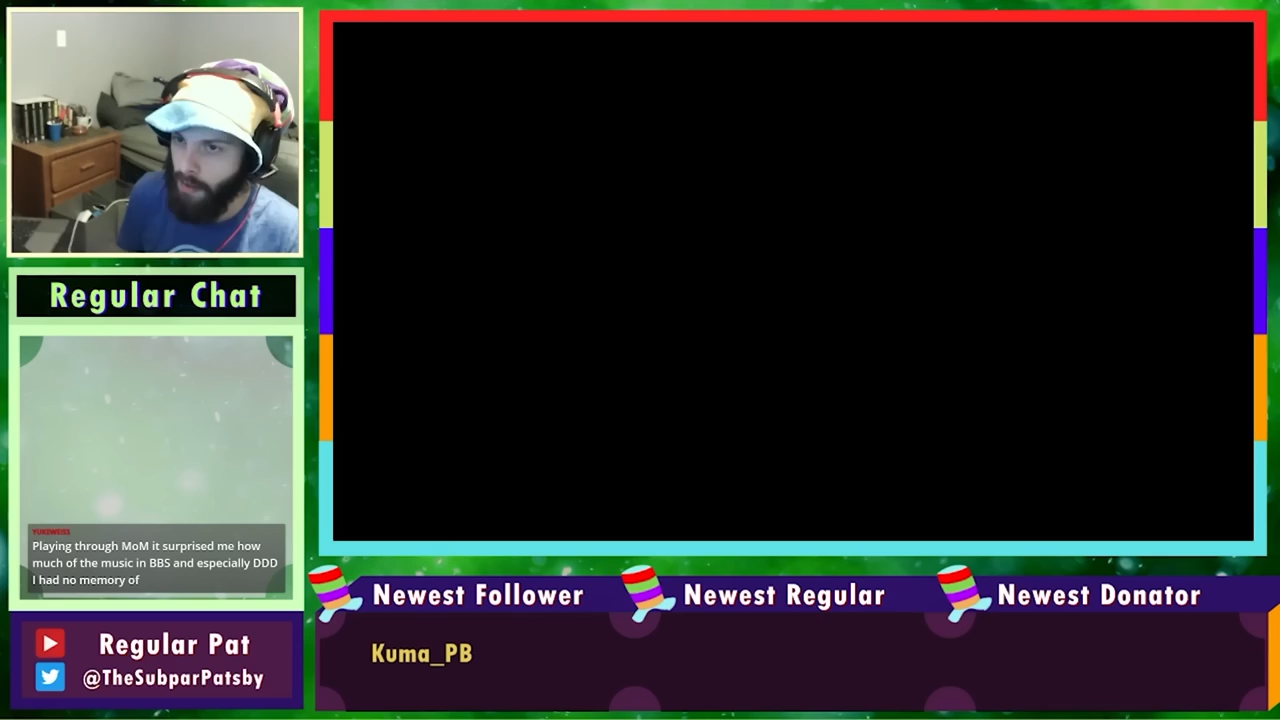 Regular Chat
YUKIWEISS
Playing through MoM it surprised me how
much of the music in BBS and especially DDD
I had no memory of
Regular Pat
@TheSubparPatsby
Newest Follower
Newest Regular
Newest Donator
Kuma_PB